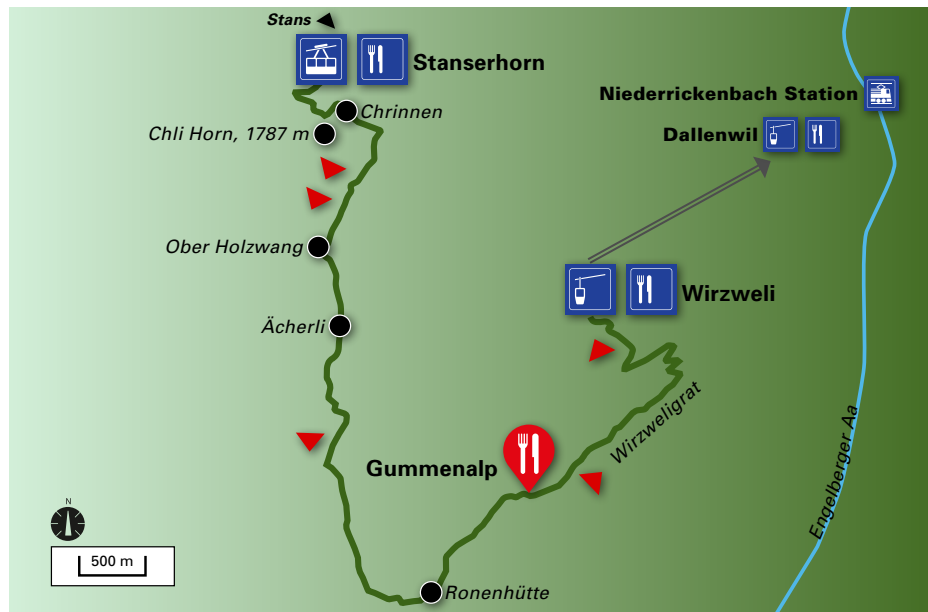 Stans
Stanserhorn
Niederrickenbach Station
Chrinnen
Chli Horn, 1787 m
Dallenwil
Ober Holzwang
Wirzweli
Ächerli
Wirzweligrat
Gummenalp
Engelberger Aa
N
500 m
Ronenhütte